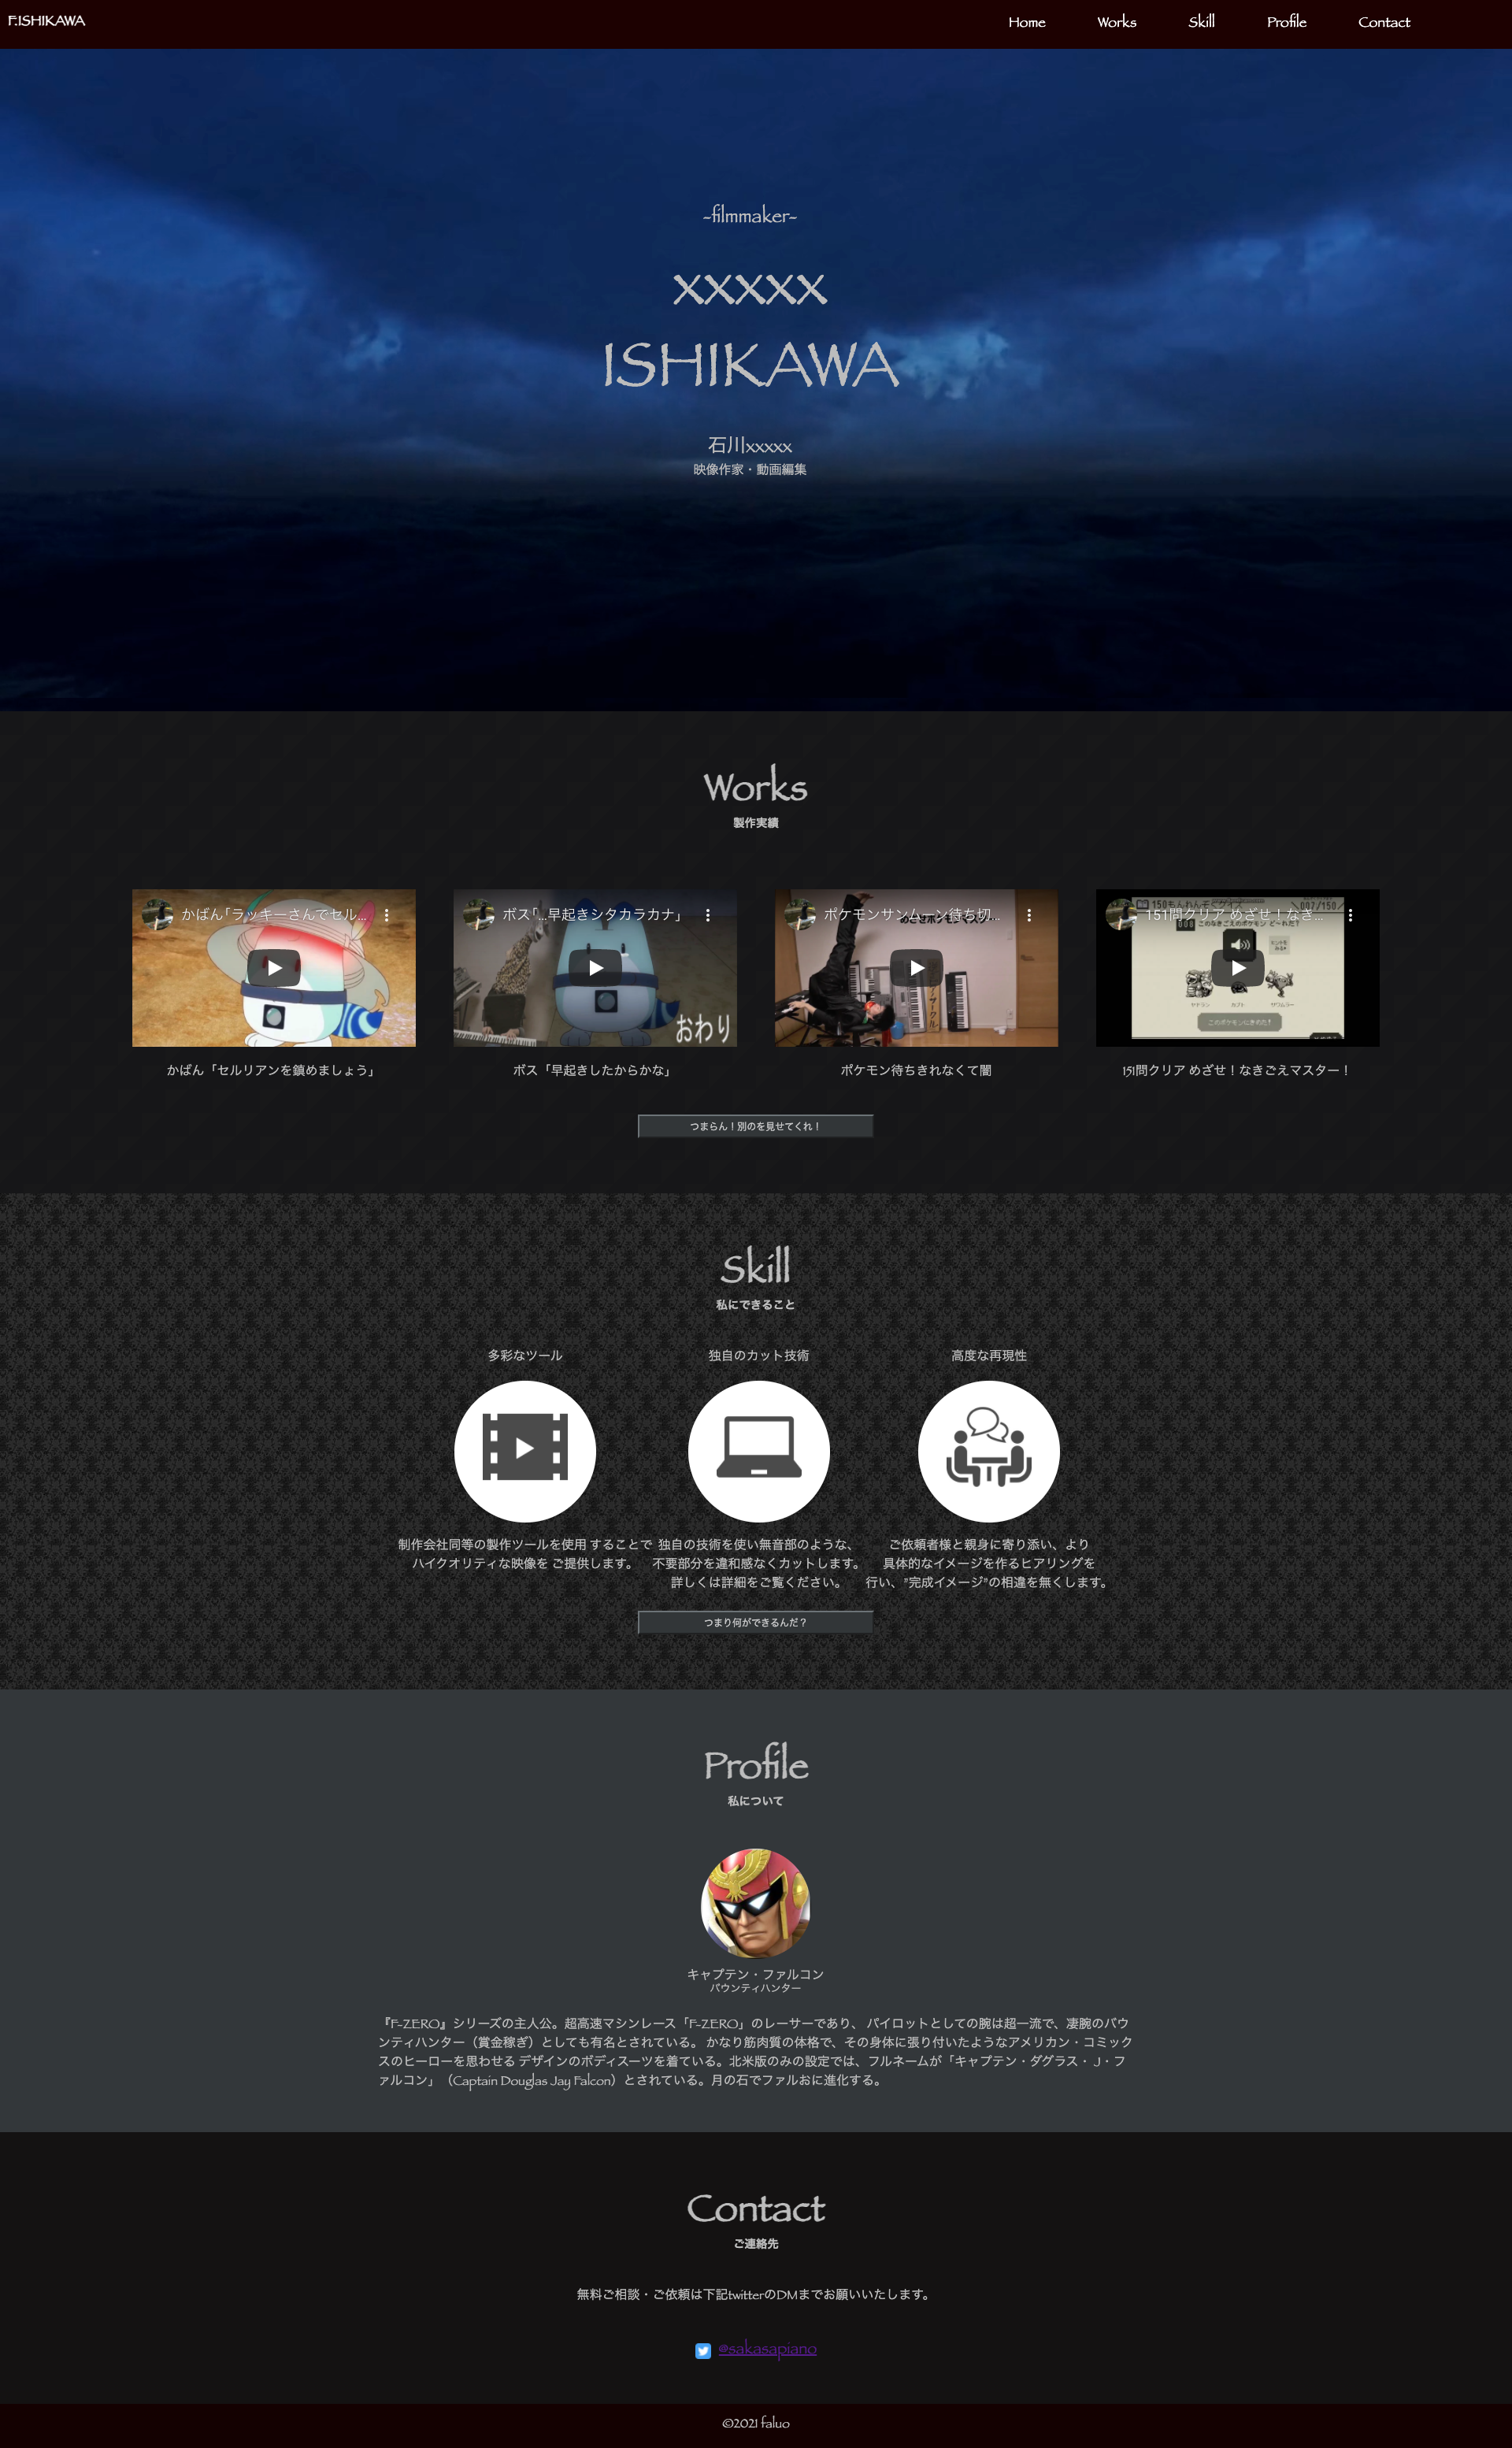 F.ISHIKAWA
Home Works Skill Profile Contact
-filmmaker-
xxxxx
ISHIKAWA
石川xxxxx
映像作家・動画編集
Works
製作実績
かばん「ラッキーさんでセル...
ボス「...早起きシタカラカナ」
ポケモンサンムーン待ち切...
151問クリア めざせ！なき...
おわり
かばん「セルリアンを鎮めましょう」
ボス「早起きしたからかな」
ポケモン待ちきれなくて闇
151問クリア めざせ！なきごえマスター！
つまらん！別のを見せてくれ！
Skill
私にできること
多彩なツール
独自のカット技術
高度な再現性
制作会社同等の製作ツールを使用 することで
ハイクオリティな映像を ご提供します。
独自の技術を使い無音部のような、
不要部分を違和感なくカットします。
詳しくは詳細をご覧ください。
ご依頼者様と親身に寄り添い、より
具体的なイメージを作るヒアリングを
行い、”完成イメージ”の相違を無くします。
つまり何ができるんだ？
Profile
私について
キャプテン・ファルコン
バウンティハンター
『F-ZERO』シリーズの主人公。超高速マシンレース「F-ZERO」のレーサーであり、 パイロットとしての腕は超一流で、凄腕のバウ
ンティハンター（賞金稼ぎ）としても有名とされている。 かなり筋肉質の体格で、その身体に張り付いたようなアメリカン・コミック
スのヒーローを思わせる デザインのボディスーツを着ている。北米版のみの設定では、フルネームが「キャプテン・ダグラス・ J・フ
ァルコン」（Captain Douglas Jay Falcon）とされている。月の石でファルおに進化する。
Contact
ご連絡先
無料ご相談・ご依頼は下記twitterのDMまでお願いいたします。
@sakasapiano
©2021 faluo